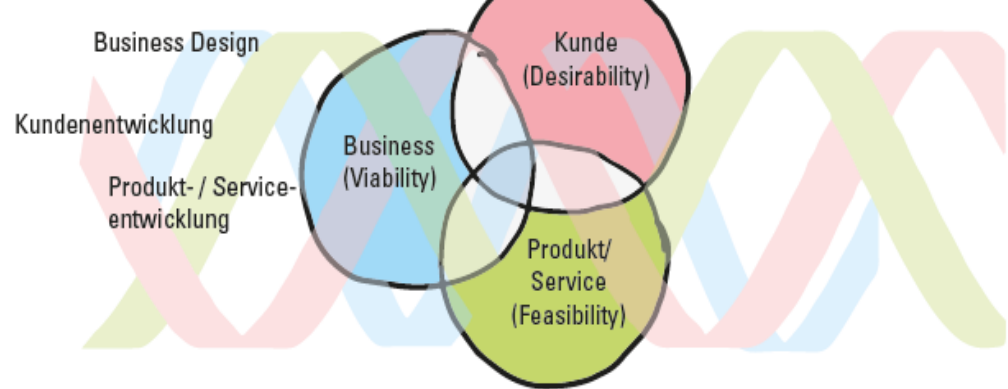 Business Design
Kundenentwicklung
Produkt- / Service-
entwicklung
Business
(Viability)
Kunde
(Desirability)
Produkt/
Service
(Feasibility)